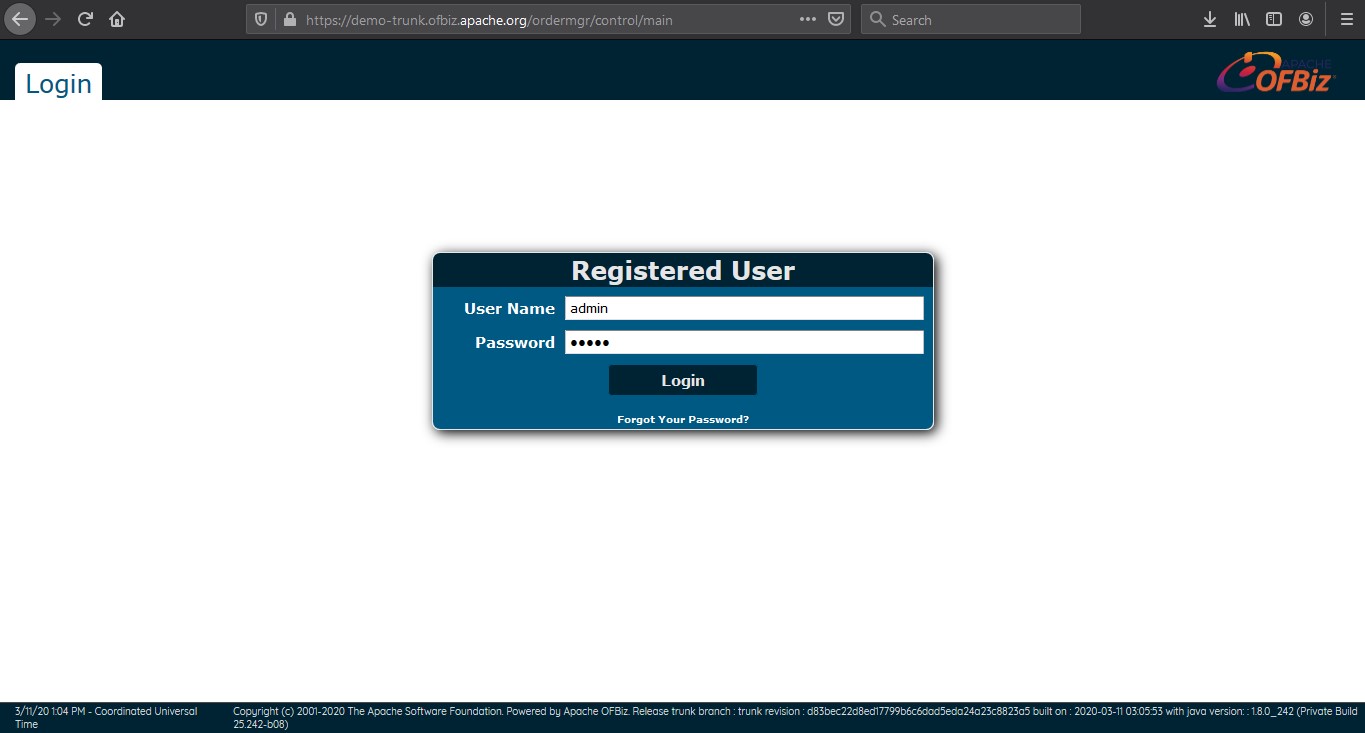 https://demo-trunk.ofbiz.apache.org/ordermgr/control/main
Search
Login
APACHE
OFBiz
Registered User
User Name admin
Password •••••
Login
Forgot Your Password?
3/11/20 1:04 PM - Coordinated Universal
Time
Copyright (c) 2001-2020 The Apache Software Foundation. Powered by Apache OFBiz. Release trunk branch : trunk revision : d83bec22d8ed17799b6c6dad5eda24a23c8823a5 built on : 2020-03-11 03:05:53 with java version: : 1.8.0_242 (Private Build
25.242-b08)